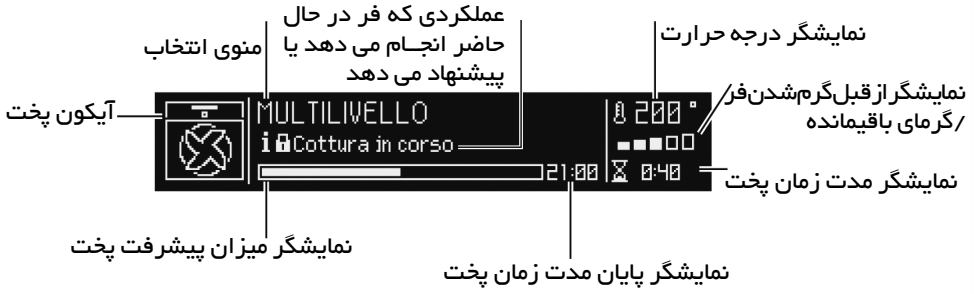 عملکردی که فر در حال
حاضر انجام می دهد یا
پیشنهاد می دهد
منوی انتخاب
نمایشگر درجه حرارت
آیکون پخت
نمایشگر از قبل گرم شدن فر
/گرمای باقیمانده
MULTILIVELLO
200°
i Cottura in corso
21:00
0:40
نمایشگر مدت زمان پخت
نمایشگر میزان پیشرفت پخت
نمایشگر پایان مدت زمان پخت